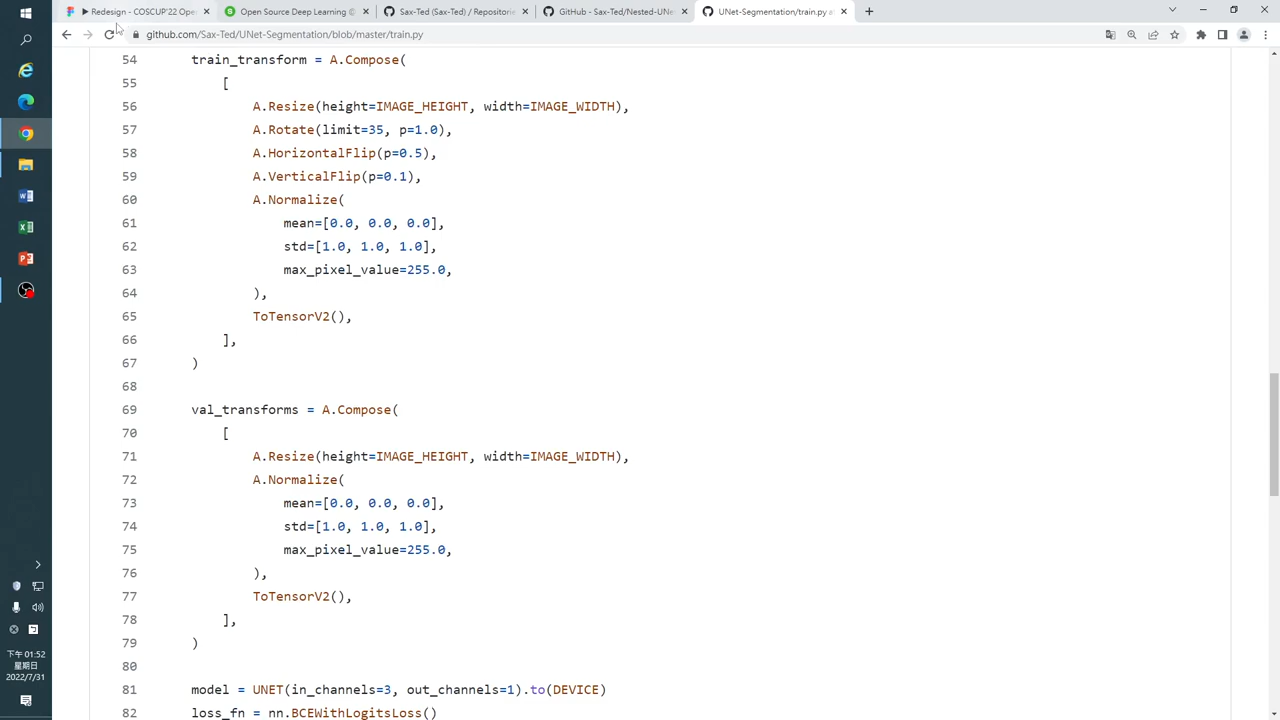 ▶ Redesign - COSCUP'22 Ope
Open Source Deep Learning @
Sax-Ted (Sax-Ted) / Repositorie
GitHub - Sax-Ted/Nested-UNe
UNet-Segmentation/train.py a
github.com/Sax-Ted/UNet-Segmentation/blob/master/train.py
54 train_transform = A.Compose(
55 [
56 A.Resize(height=IMAGE_HEIGHT, width=IMAGE_WIDTH),
57 A.Rotate(limit=35, p=1.0),
58 A.HorizontalFlip(p=0.5),
59 A.VerticalFlip(p=0.1),
60 A.Normalize(
61 mean=[0.0, 0.0, 0.0],
62 std=[1.0, 1.0, 1.0],
63 max_pixel_value=255.0,
64 ),
65 ToTensorV2(),
66 ],
67 )
68
69 val_transforms = A.Compose(
70 [
71 A.Resize(height=IMAGE_HEIGHT, width=IMAGE_WIDTH),
72 A.Normalize(
73 mean=[0.0, 0.0, 0.0],
74 std=[1.0, 1.0, 1.0],
75 max_pixel_value=255.0,
76 ),
77 ToTensorV2(),
78 ],
79 )
80
81 model = UNET(in_channels=3, out_channels=1).to(DEVICE)
82 loss_fn = nn.BCEWithLogitsLoss()
下午 01:52
星期日
2022/7/31